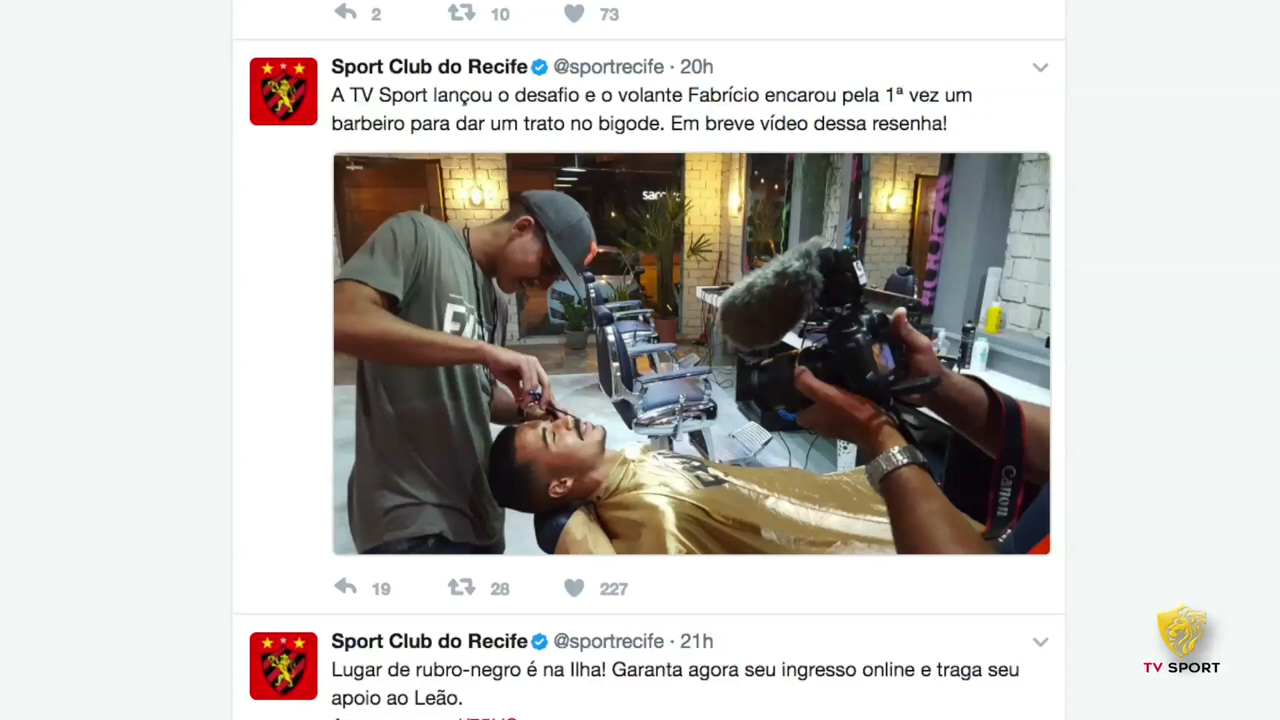 2 10 73
Sport Club do Recife @sportrecife · 20h
A TV Sport lançou o desafio e o volante Fabrício encarou pela 1ª vez um
barbeiro para dar um trato no bigode. Em breve vídeo dessa resenha!
Canon
19 28 227
Sport Club do Recife @sportrecife · 21h
Lugar de rubro-negro é na Ilha! Garanta agora seu ingresso online e traga seu
apoio ao Leão.
TV SPORT